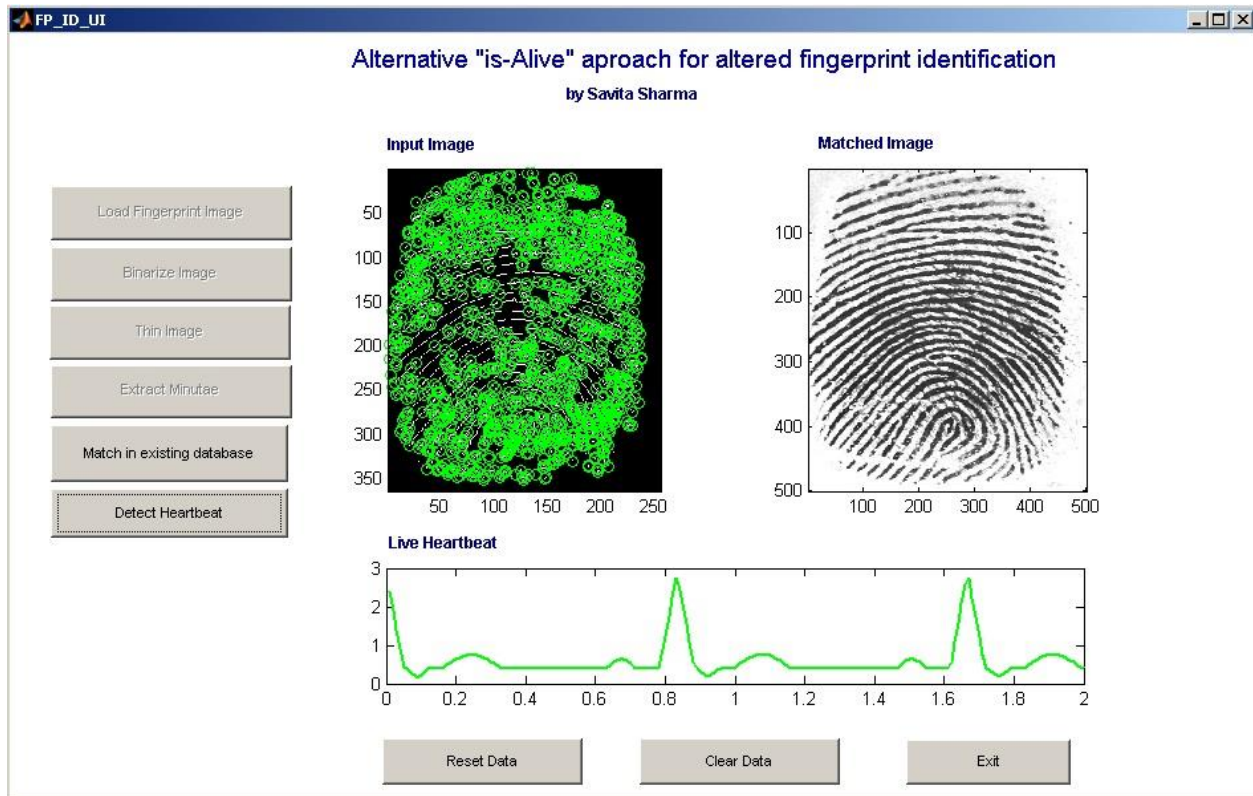 FP_ID_UI
Alternative "is-Alive" aproach for altered fingerprint identification
by Savita Sharma
Input Image
Matched Image
Load Fingerprint Image
Binarize Image
Thin Image
Extract Minutae
Match in existing database
Detect Heartbeat
50
100
150
200
250
300
350
50 100 150 200 250
100
200
300
400
500
100 200 300 400 500
Live Heartbeat
3
2
1
0
0 0.2 0.4 0.6 0.8 1 1.2 1.4 1.6 1.8 2
Reset Data
Clear Data
Exit